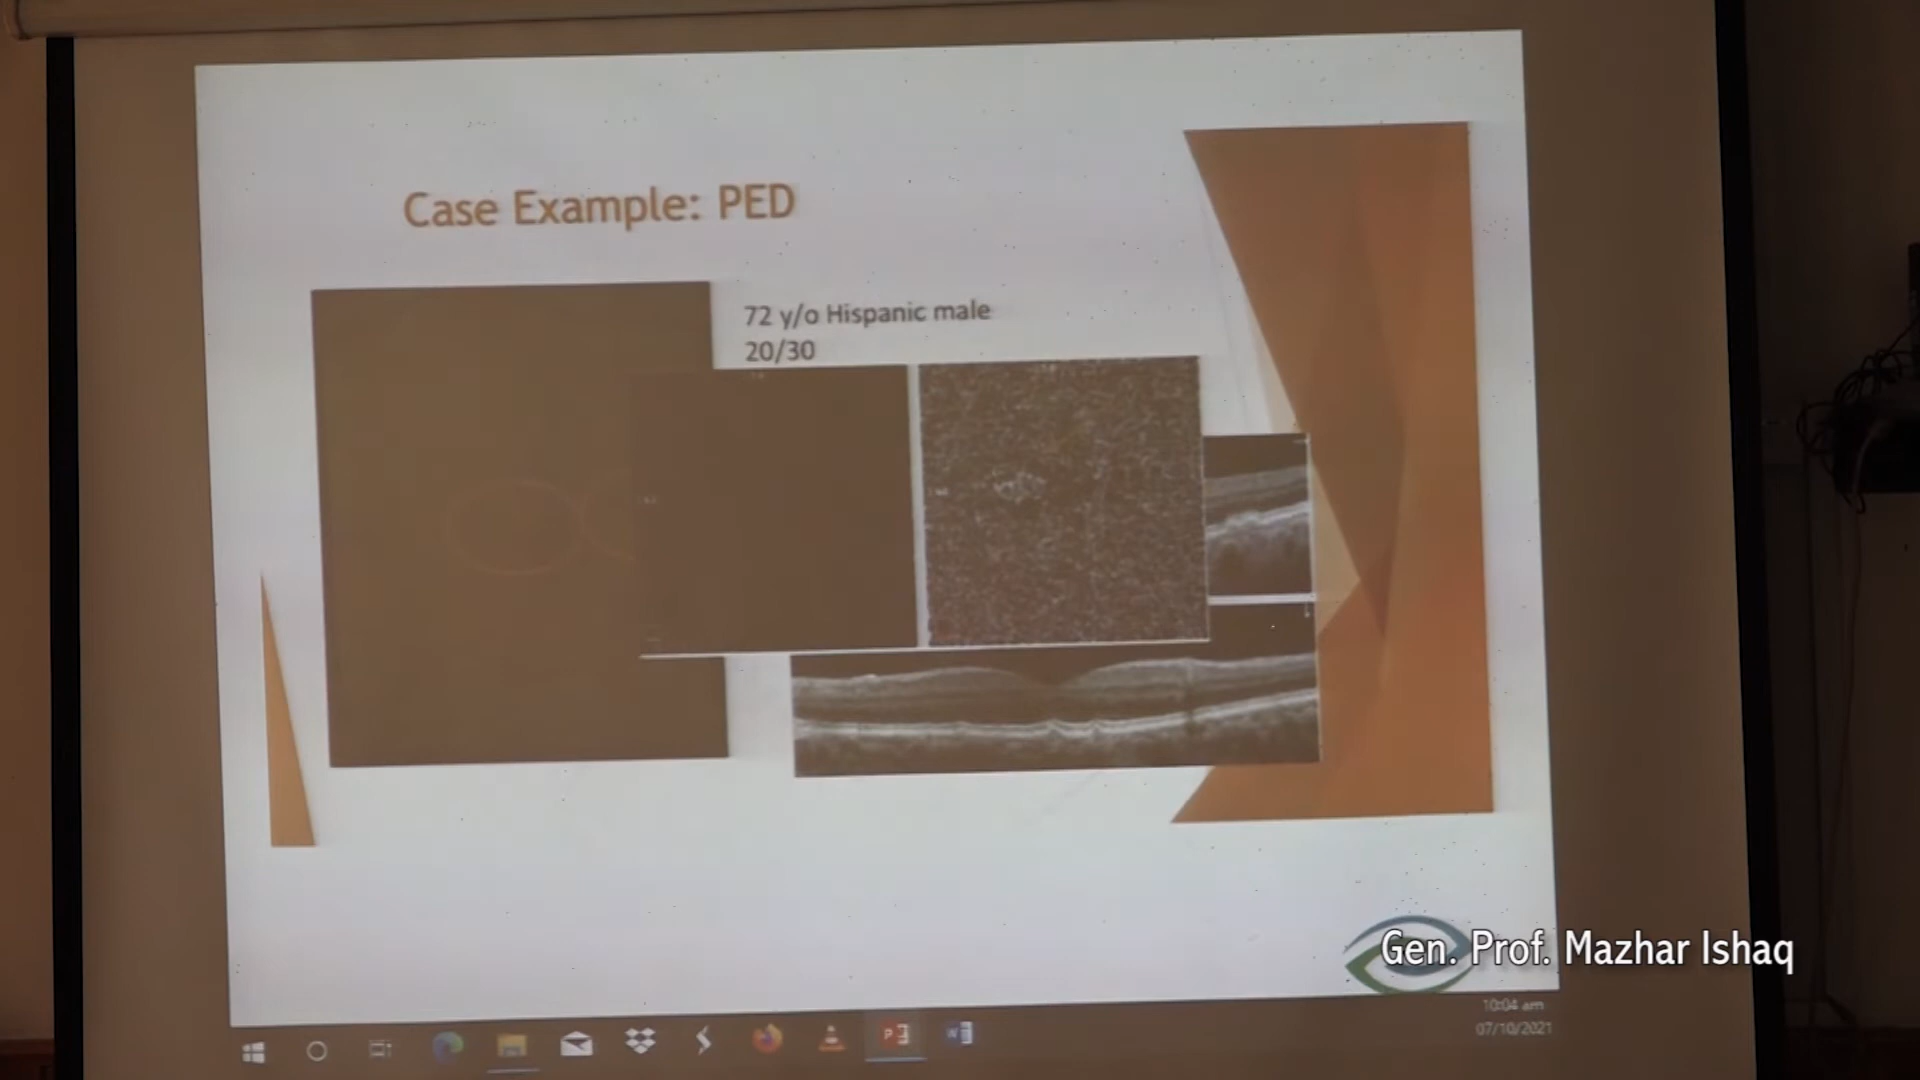 Case Example: PED
72 y/o Hispanic male
20/30
Gen. Prof. Mazhar Ishaq
10:04 am
07/10/2021